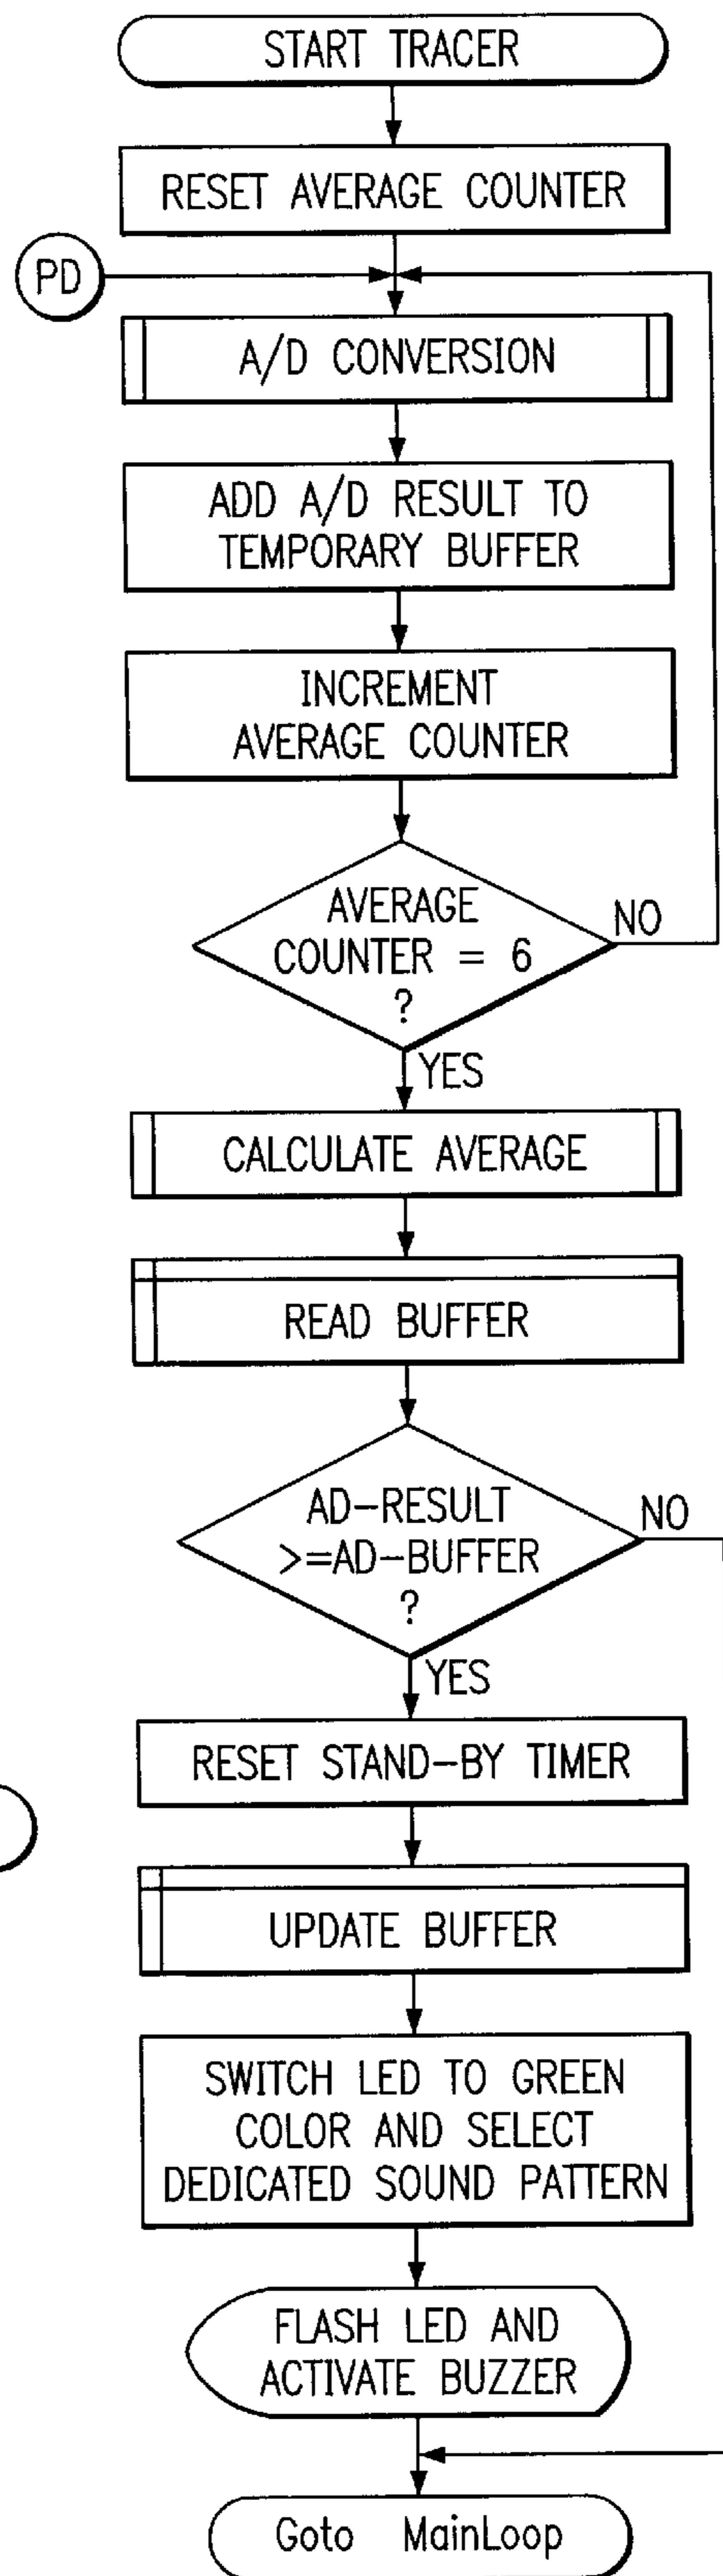 START TRACER
RESET AVERAGE COUNTER
PD
A/D CONVERSION
ADD A/D RESULT TO
TEMPORARY BUFFER
INCREMENT
AVERAGE COUNTER
AVERAGE
COUNTER = 6
?
NO
YES
CALCULATE AVERAGE
READ BUFFER
AD-RESULT
>=AD-BUFFER
?
NO
YES
RESET STAND-BY TIMER
UPDATE BUFFER
SWITCH LED TO GREEN
COLOR AND SELECT
DEDICATED SOUND PATTERN
FLASH LED AND
ACTIVATE BUZZER
Goto MainLoop